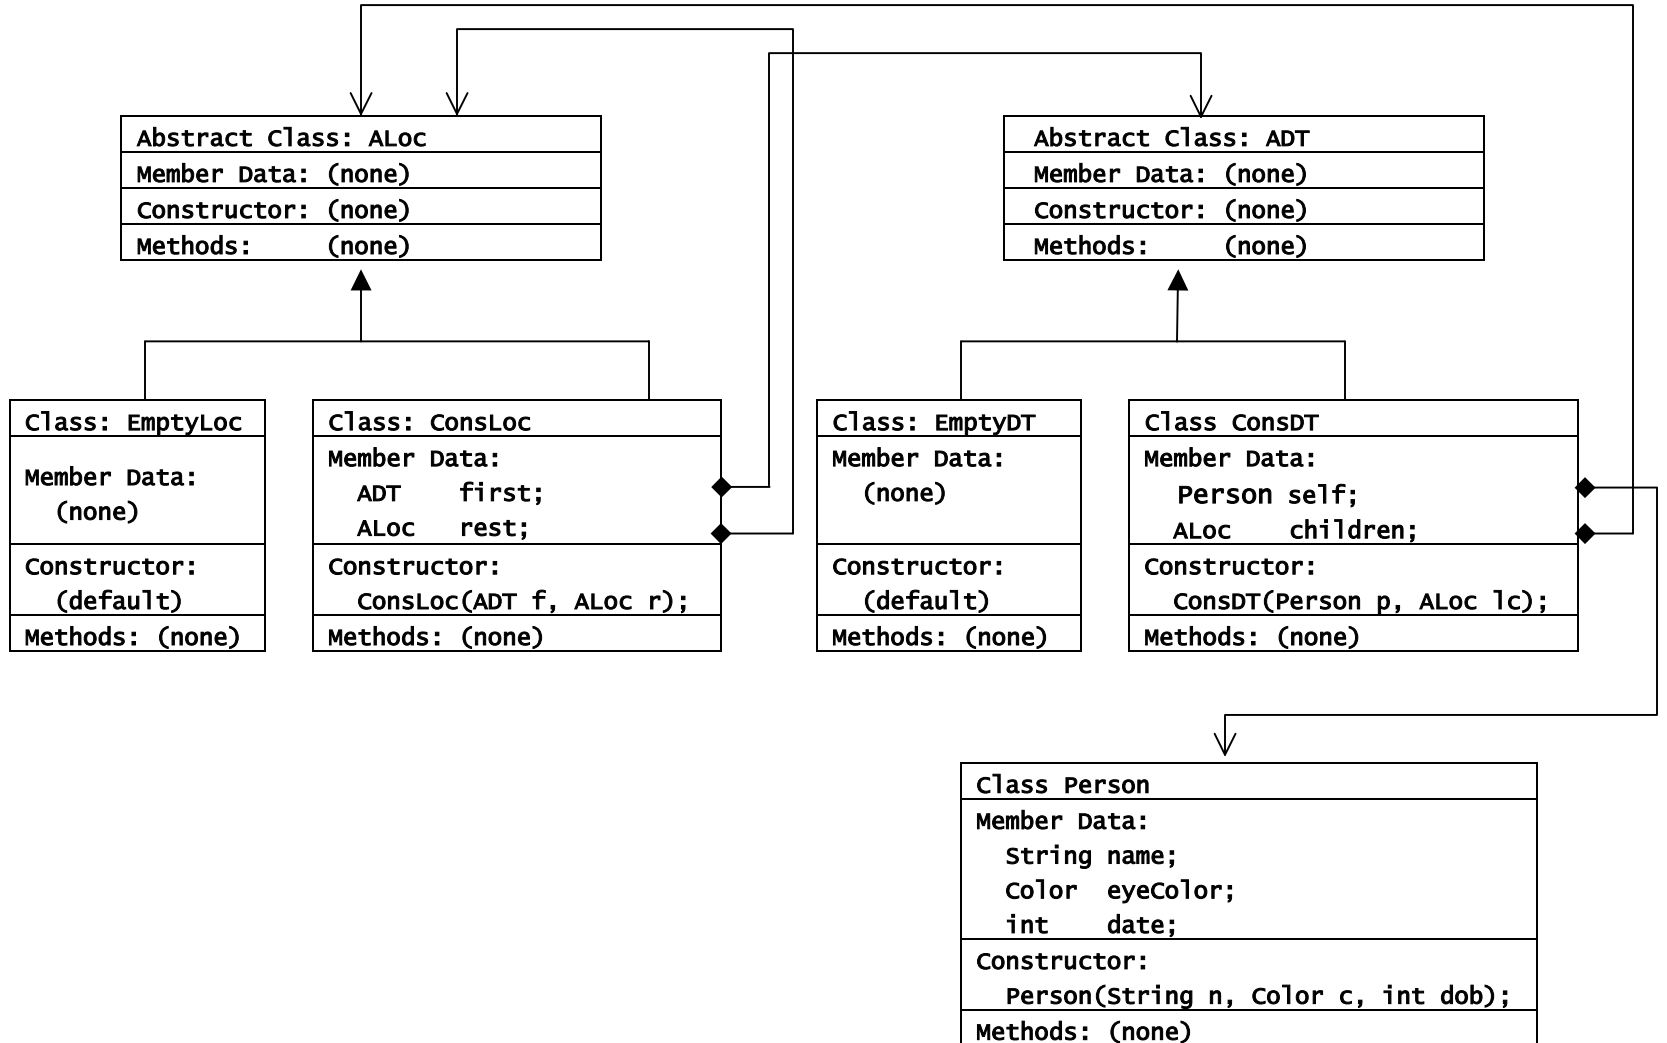 Abstract Class: ALoc
Member Data: (none)
Constructor: (none)
Methods: (none)
Abstract Class: ADT
Member Data: (none)
Constructor: (none)
Methods: (none)
Class: EmptyLoc
Member Data:
(none)
Constructor:
(default)
Methods: (none)
Class: ConsLoc
Member Data:
ADT first;
ALoc rest;
Constructor:
ConsLoc(ADT f, ALoc r);
Methods: (none)
Class: EmptyDT
Member Data:
(none)
Constructor:
(default)
Methods: (none)
Class ConsDT
Member Data:
Person self;
ALoc children;
Constructor:
ConsDT(Person p, ALoc lc);
Methods: (none)
Class Person
Member Data:
String name;
Color eyeColor;
int date;
Constructor:
Person(String n, Color c, int dob);
Methods: (none)